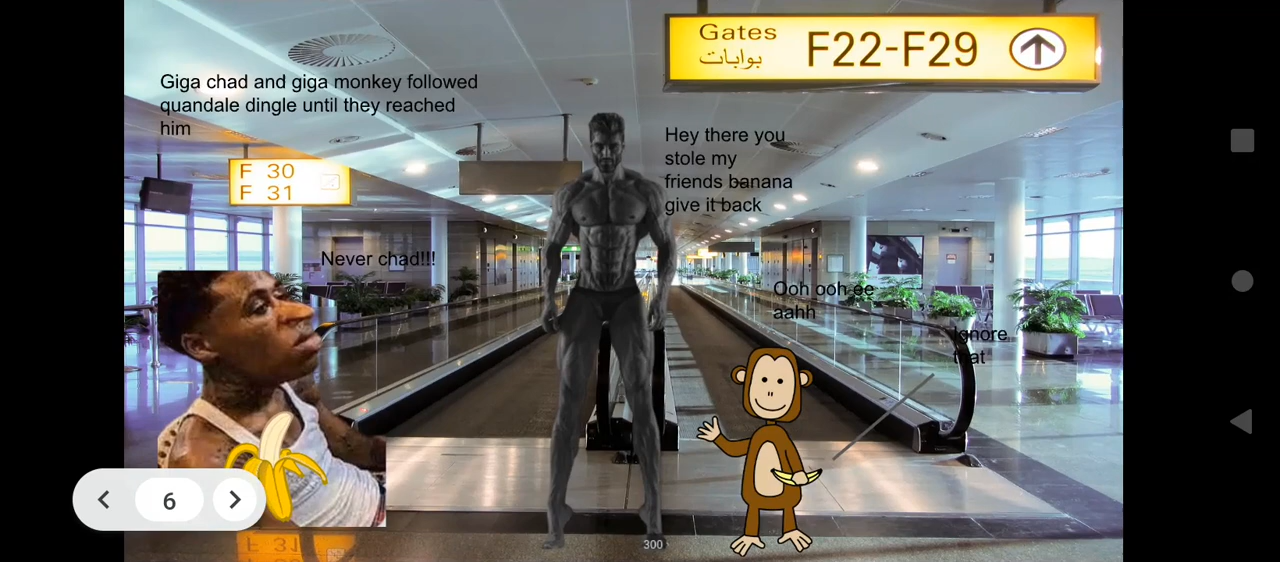 Gates
بوابات
F22-F29
Giga chad and giga monkey followed
quandale dingle until they reached
him
Hey there you
stole my
friends banana
give it back
F 30
F 31
Never chad!!!
Ooh ooh ee
aahh
Ignore
that
6
F 31
300